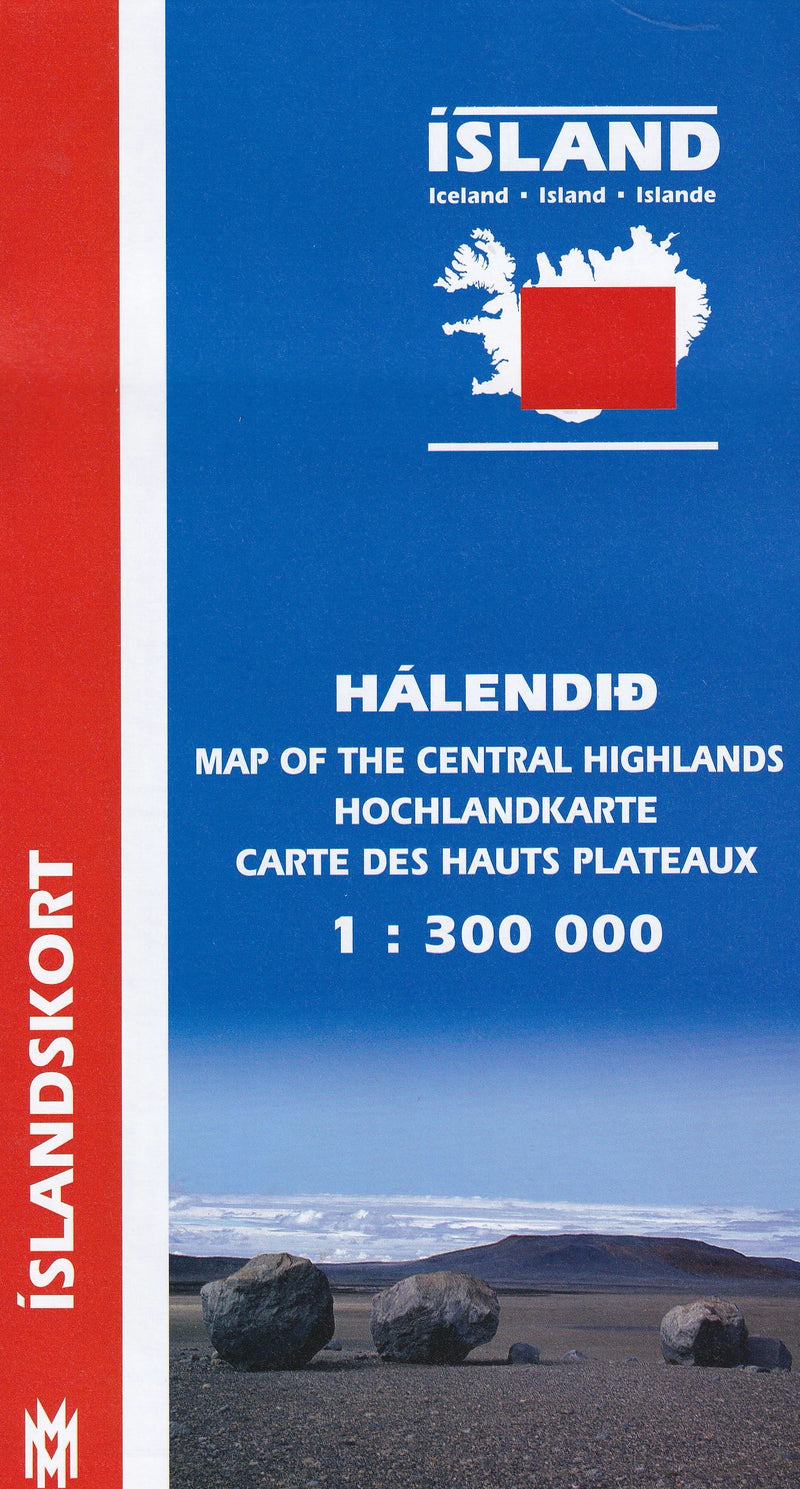 ÍSLAND
Iceland ▪ Island ▪ Islande
HÁLENDIÐ
MAP OF THE CENTRAL HIGHLANDS
HOCHLANDKARTE
CARTE DES HAUTS PLATEAUX
1 : 300 000
ÍSLANDSKORT
MM